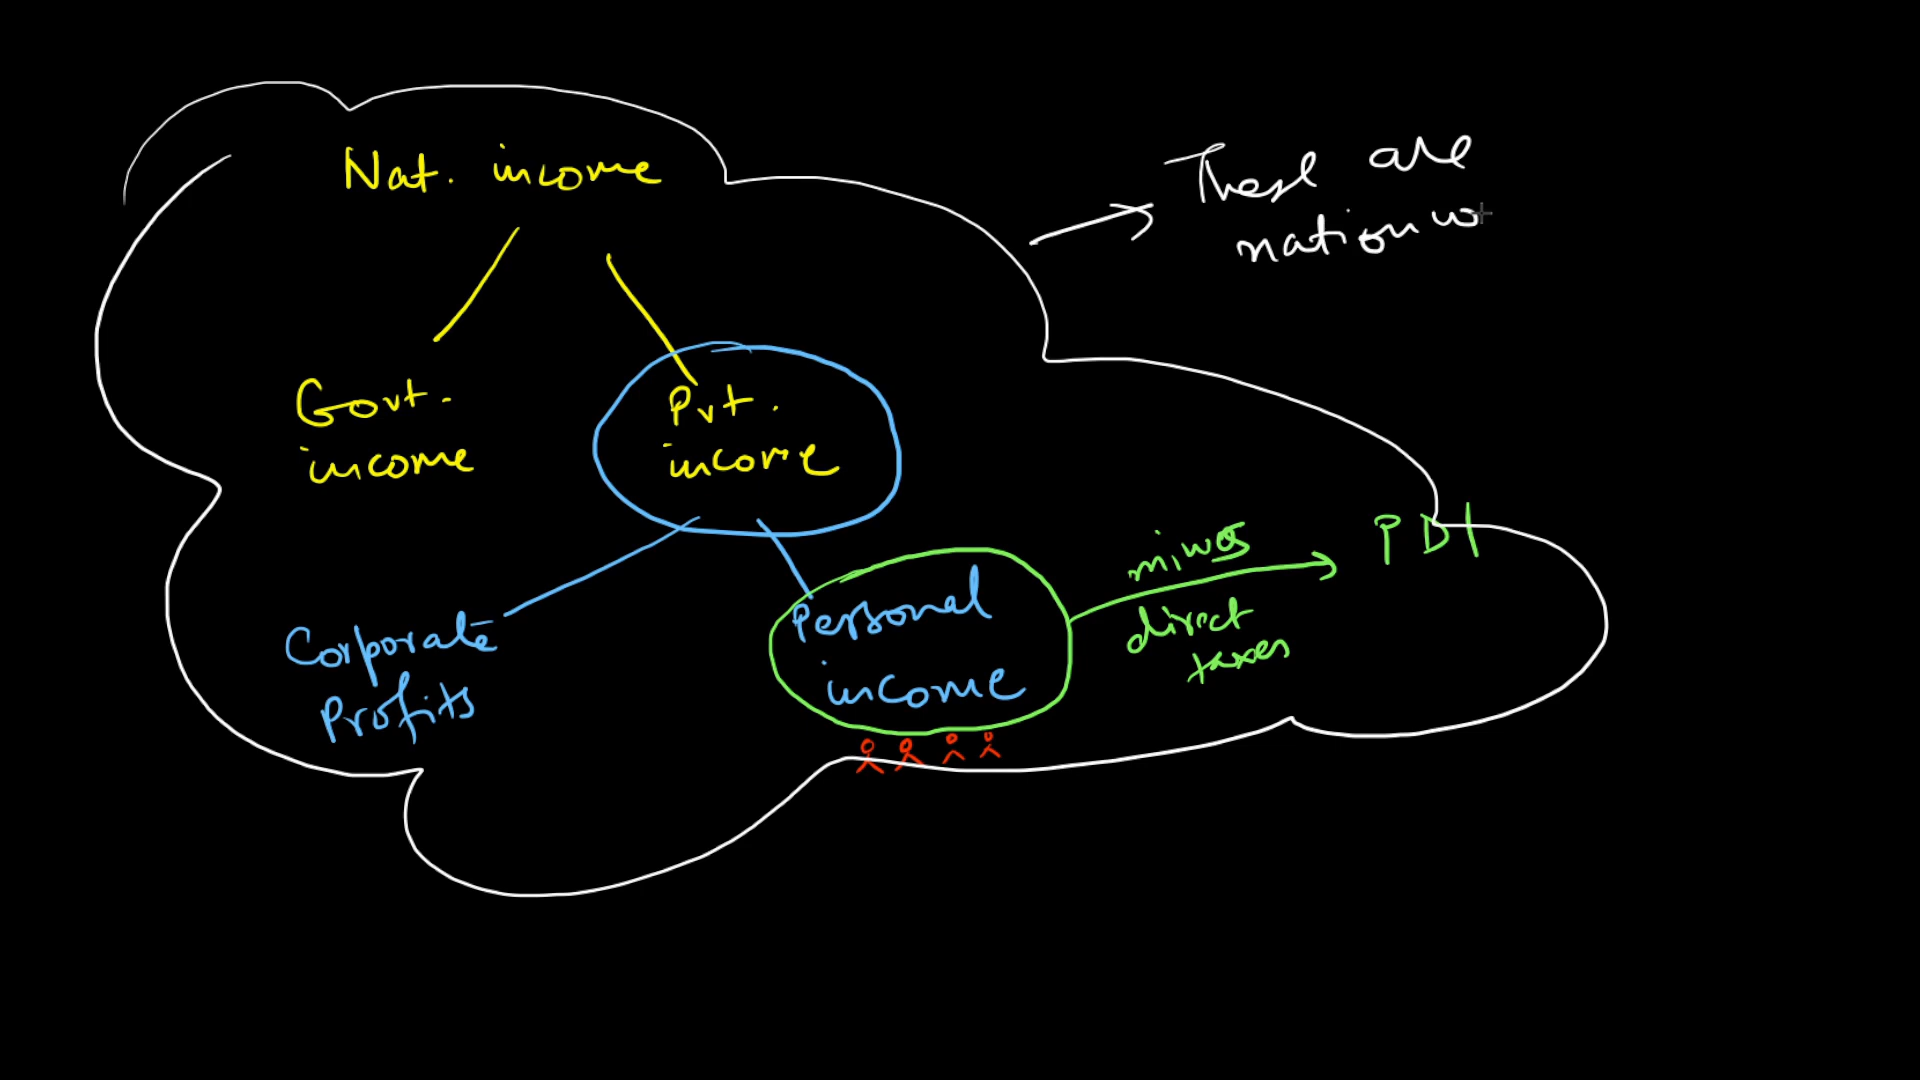 Nat. income
These are
nation w
Govt.
income
Pvt.
income
minus
direct
taxes
PDI
Corporate
Profits
Personal
income